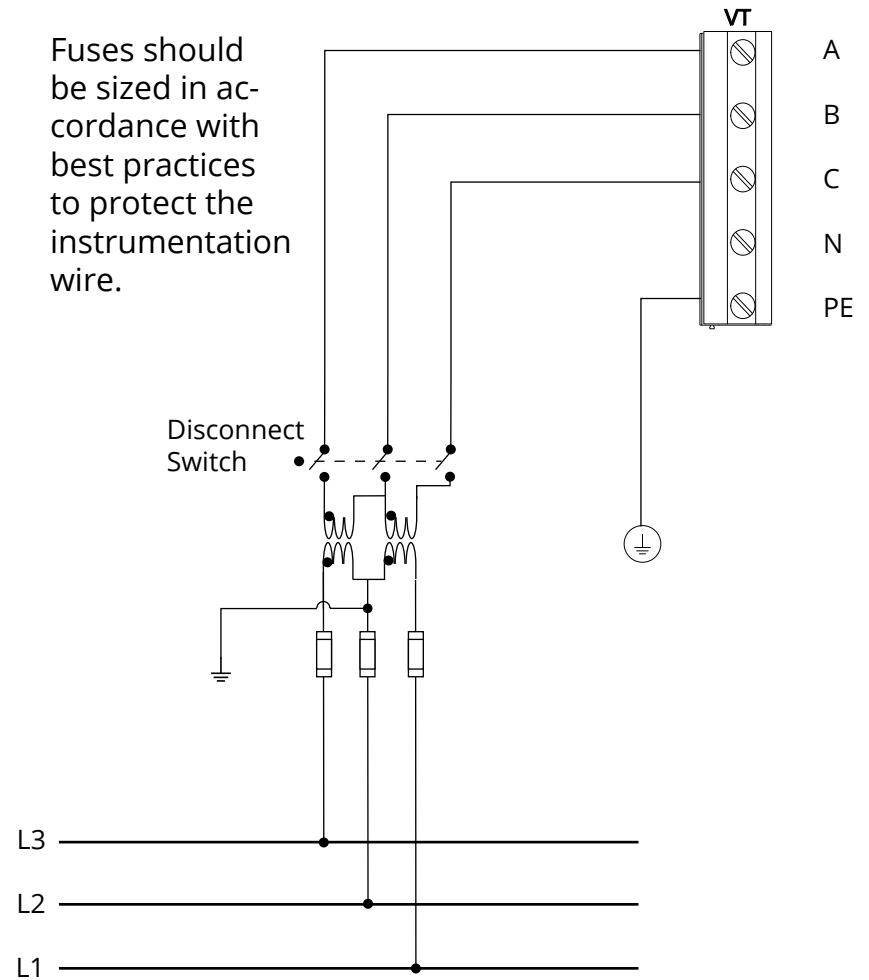 VT
Fuses should
be sized in ac-
cordance with
best practices
to protect the
instrumentation
wire.
A
B
C
N
PE
Disconnect
Switch
L3
L2
L1